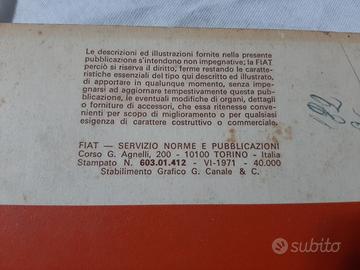 Le descrizioni ed illustrazioni fornite nella presente
pubblicazione s'intendono non impegnative; la FIAT
perciò si riserva il diritto, ferme restando le caratte-
ristiche essenziali del tipo qui descritto ed illustrato,
di apportare in qualunque momento, senza impe-
gnarsi ad aggiornare tempestivamente questa pub-
blicazione, le eventuali modifiche di organi, dettagli
o forniture di accessori, che essa ritenesse conve-
nienti per scopo di miglioramento o per qualsiasi
esigenza di carattere costruttivo o commerciale.
FIAT — SERVIZIO NORME E PUBBLICAZIONI
Corso G. Agnelli, 200 - 10100 TORINO - Italia
Stampato N. 603.01.412 - VI-1971 - 40.000
Stabilimento Grafico G. Canale & C.
subito